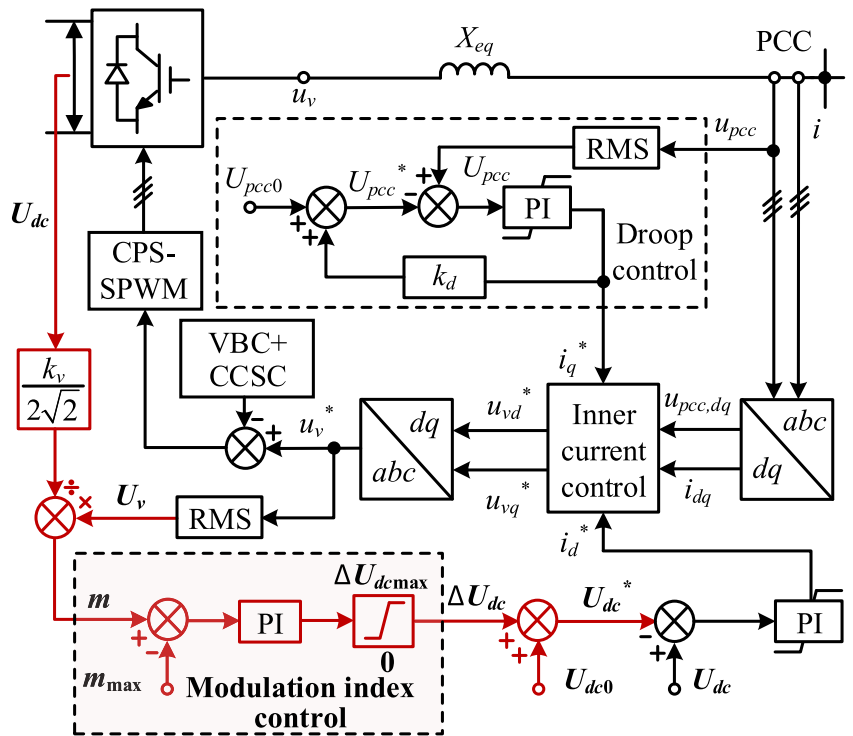 X_eq
PCC
u_v
u_pcc
i
RMS
U_pcc0
U_pcc*
U_pcc
+
-
+
+
PI
U_dc
CPS-
SPWM
k_d
Droop
control
VBC+
CCSC
i_q*
k_v
2√2
-
+
u_v*
dq
abc
u_vd*
u_vq*
Inner
current
control
u_pcc,dq
i_dq
abc
dq
÷
×
U_v
RMS
i_d*
ΔU_dcmax
m
+
-
PI
0
ΔU_dc
+
+
U_dc*
-
+
PI
m_max
Modulation index
control
U_dc0
U_dc